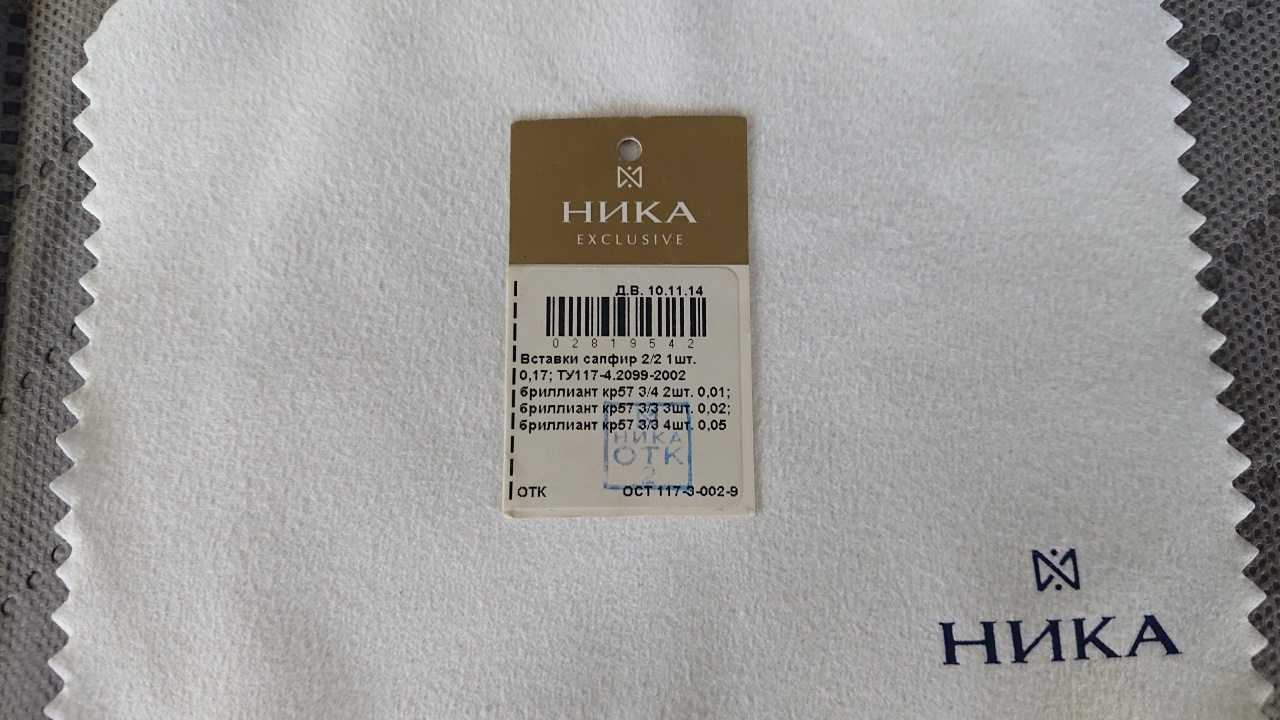 НИКА
EXCLUSIVE
Д.В. 10.11.14
02819542
Вставки сапфир 2/2 1шт.
0,17; ТУ117-4.2099-2002
бриллиант кр57 3/4 2шт. 0,01;
бриллиант кр57 3/3 3шт. 0,02;
бриллиант кр57 3/3 4шт. 0,05
НИКА
ОТК
ОТК ОСТ 117-3-002-9
НИКА